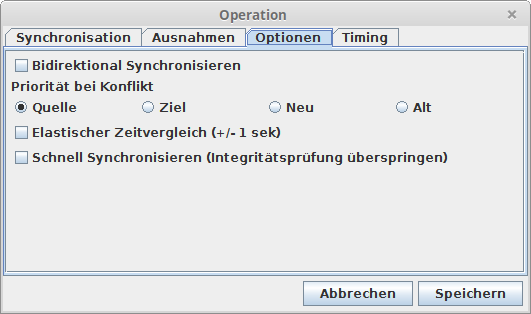 Operation
Synchronisation Ausnahmen Optionen Timing
Bidirektional Synchronisieren
Priorität bei Konflikt
Quelle Ziel Neu Alt
Elastischer Zeitvergleich (+/- 1 sek)
Schnell Synchronisieren (Integritätsprüfung überspringen)
Abbrechen Speichern